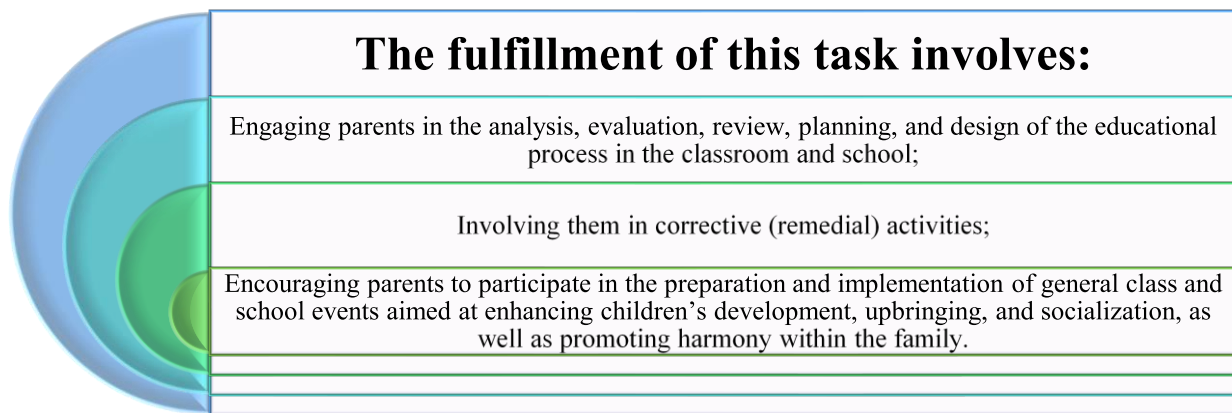 The fulfillment of this task involves:
Engaging parents in the analysis, evaluation, review, planning, and design of the educational
process in the classroom and school;
Involving them in corrective (remedial) activities;
Encouraging parents to participate in the preparation and implementation of general class and
school events aimed at enhancing children’s development, upbringing, and socialization, as
well as promoting harmony within the family.